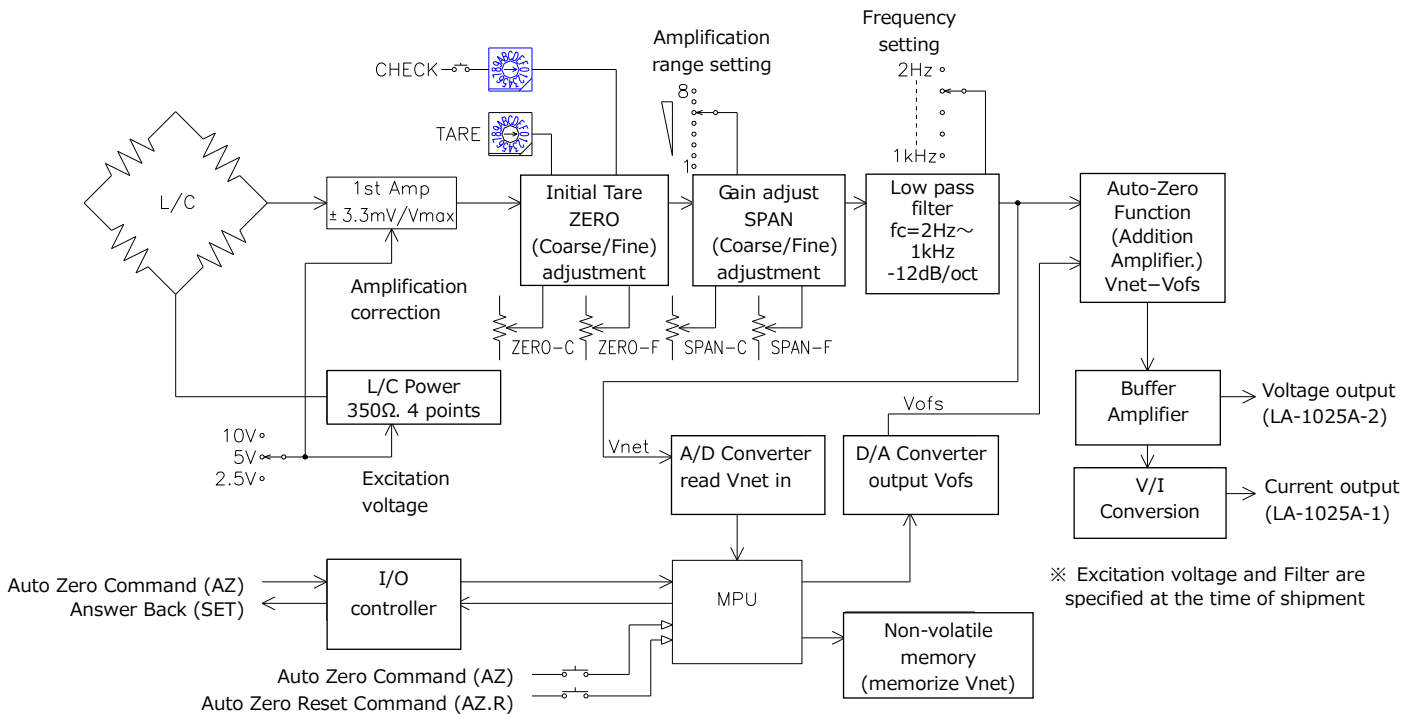 Frequency
setting
2Hz
1kHz
Amplification
range setting
8
1
CHECK
789ABCDEF0123456
TARE
789ABCDEF0123456
L/C
1st Amp
± 3.3mV/Vmax
Initial Tare
ZERO
(Coarse/Fine)
adjustment
Gain adjust
SPAN
(Coarse/Fine)
adjustment
Low pass
filter
fc=2Hz～
1kHz
-12dB/oct
Auto-Zero
Function
(Addition
Amplifier.)
Vnet−Vofs
Amplification
correction
ZERO-C
ZERO-F
SPAN-C
SPAN-F
L/C Power
350Ω. 4 points
10V
5V
2.5V
Excitation
voltage
Vnet
Vofs
A/D Converter
read Vnet in
D/A Converter
output Vofs
Buffer
Amplifier
Voltage output
(LA-1025A-2)
V/I
Conversion
Current output
(LA-1025A-1)
Auto Zero Command (AZ)
Answer Back (SET)
I/O
controller
MPU
※ Excitation voltage and Filter are
specified at the time of shipment
Non-volatile
memory
(memorize Vnet)
Auto Zero Command (AZ)
Auto Zero Reset Command (AZ.R)